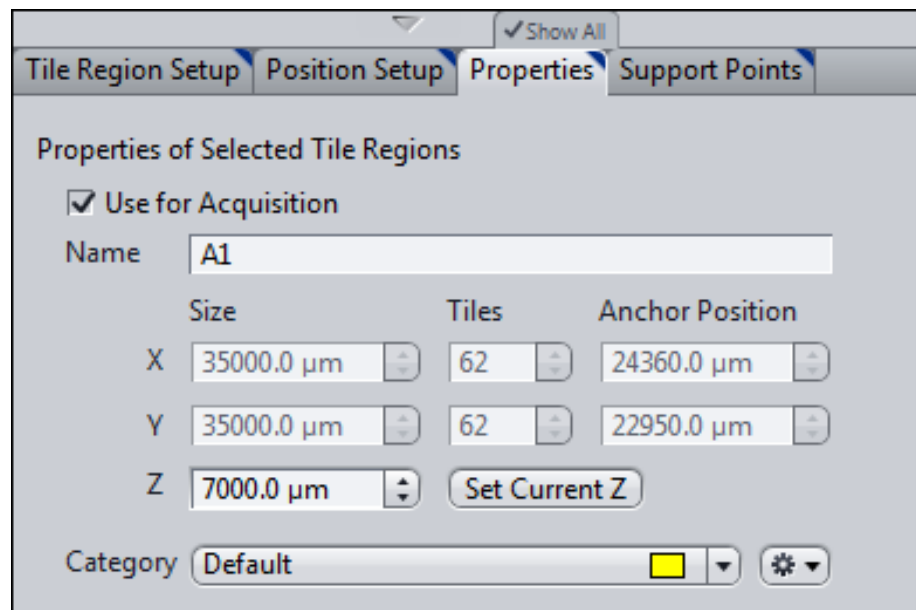 Show All
Tile Region Setup Position Setup Properties Support Points
Properties of Selected Tile Regions
Use for Acquisition
Name A1
Size Tiles Anchor Position
X 35000.0 µm 62 24360.0 µm
Y 35000.0 µm 62 22950.0 µm
Z 7000.0 µm Set Current Z
Category Default